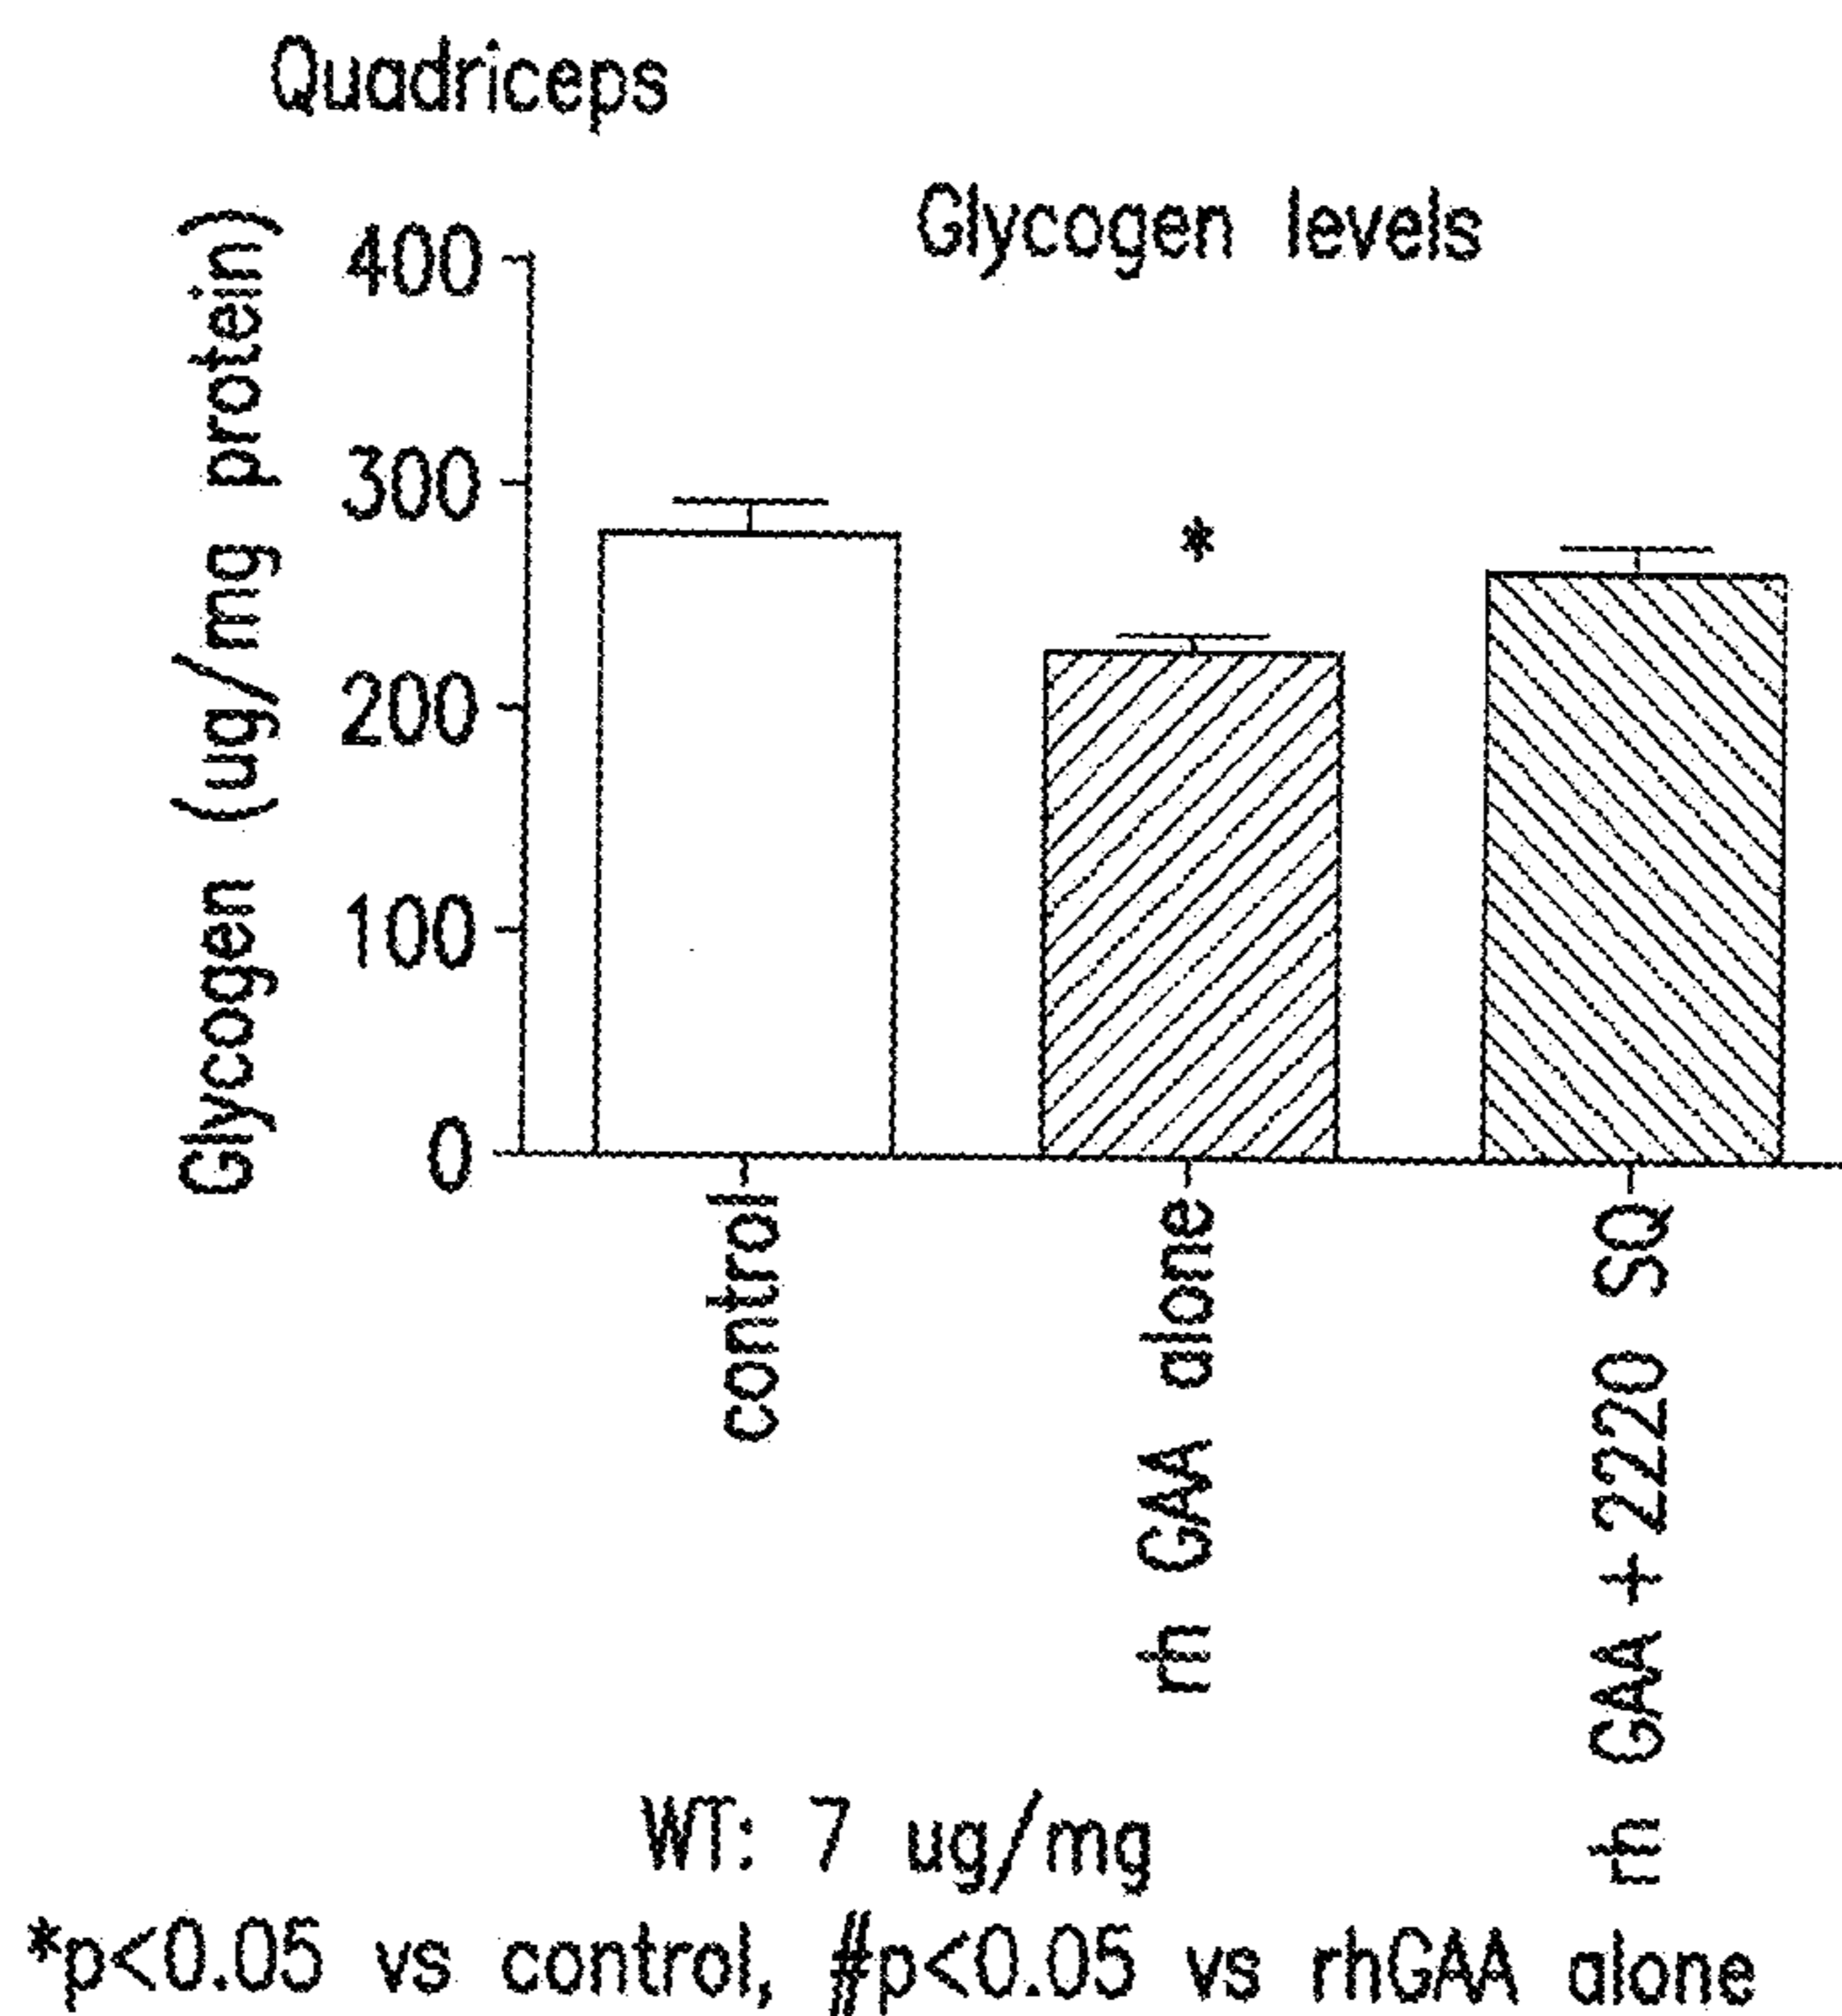 Quadriceps
Glycogen levels
Glycogen (ug/mg protein)
400
300
200
100
0
*
control
rh GAA alone
rh GAA + 2220 SQ
WT: 7 ug/mg
*p<0.05 vs control, #p<0.05 vs rhGAA alone